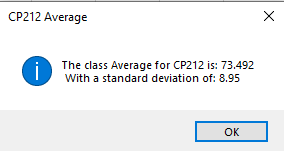 CP212 Average
The class Average for CP212 is: 73.492
With a standard deviation of: 8.95
OK